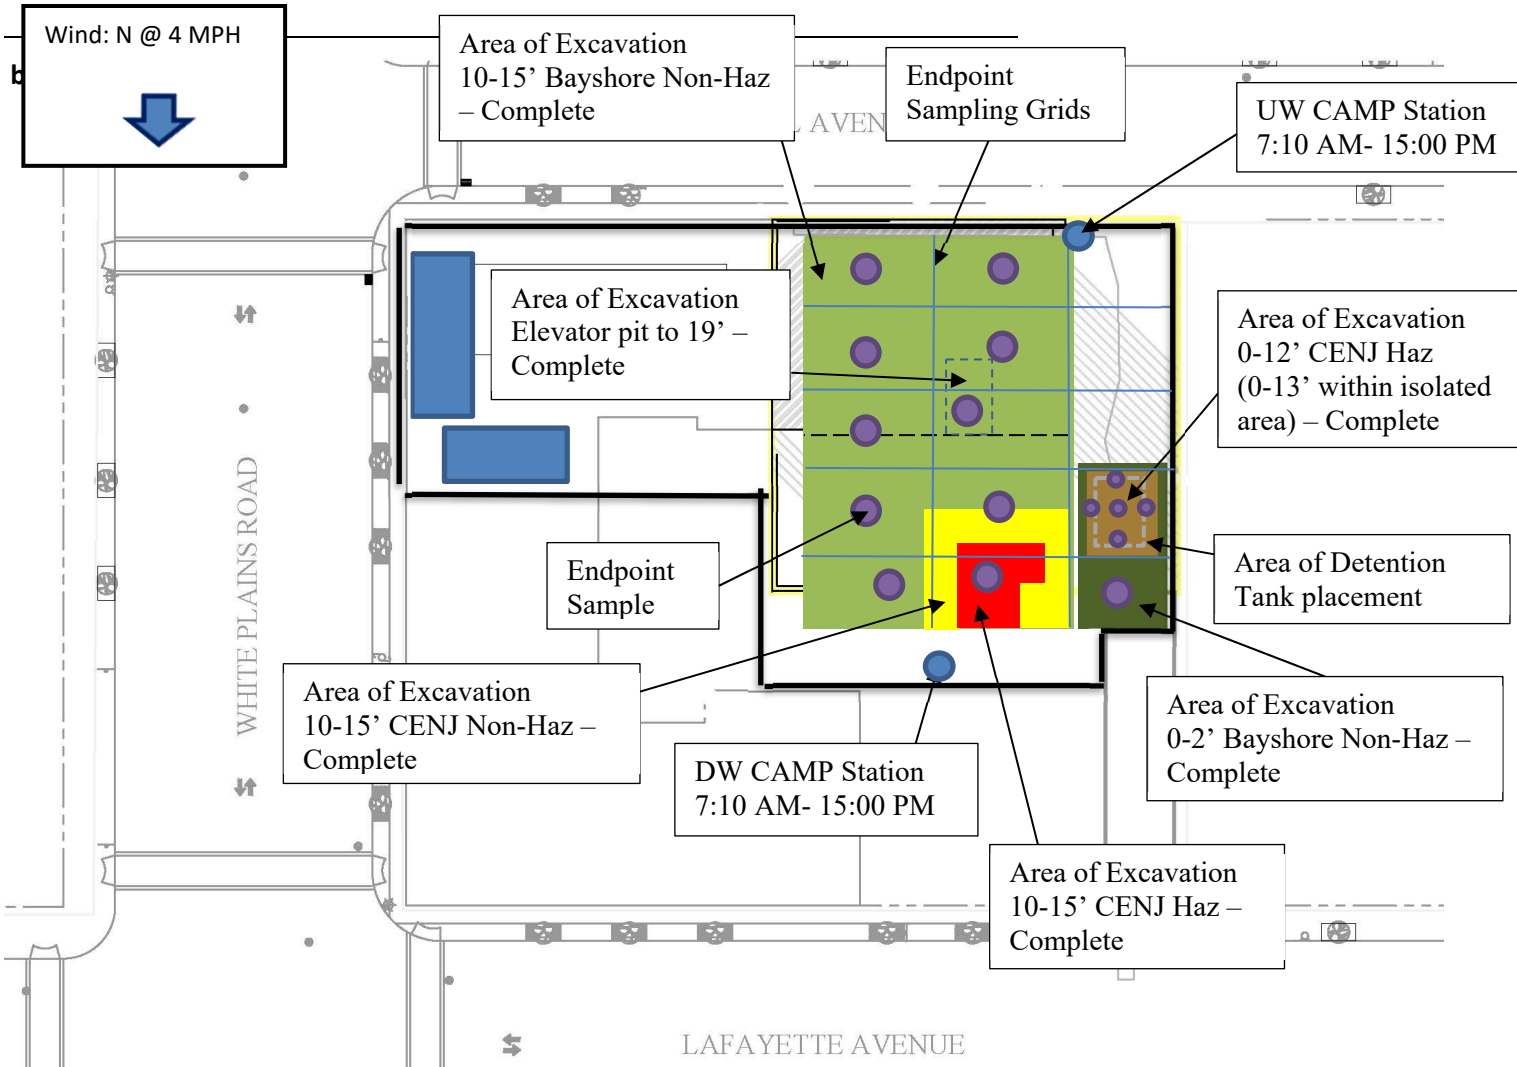 Wind: N @ 4 MPH
b
Area of Excavation
10-15’ Bayshore Non-Haz
– Complete
Endpoint
Sampling Grids
UW CAMP Station
7:10 AM- 15:00 PM
Area of Excavation
Elevator pit to 19’ –
Complete
Area of Excavation
0-12’ CENJ Haz
(0-13’ within isolated
area) – Complete
WHITE PLAINS ROAD
Endpoint
Sample
Area of Detention
Tank placement
Area of Excavation
10-15’ CENJ Non-Haz –
Complete
Area of Excavation
0-2’ Bayshore Non-Haz –
Complete
DW CAMP Station
7:10 AM- 15:00 PM
Area of Excavation
10-15’ CENJ Haz –
Complete
LAFAYETTE AVENUE